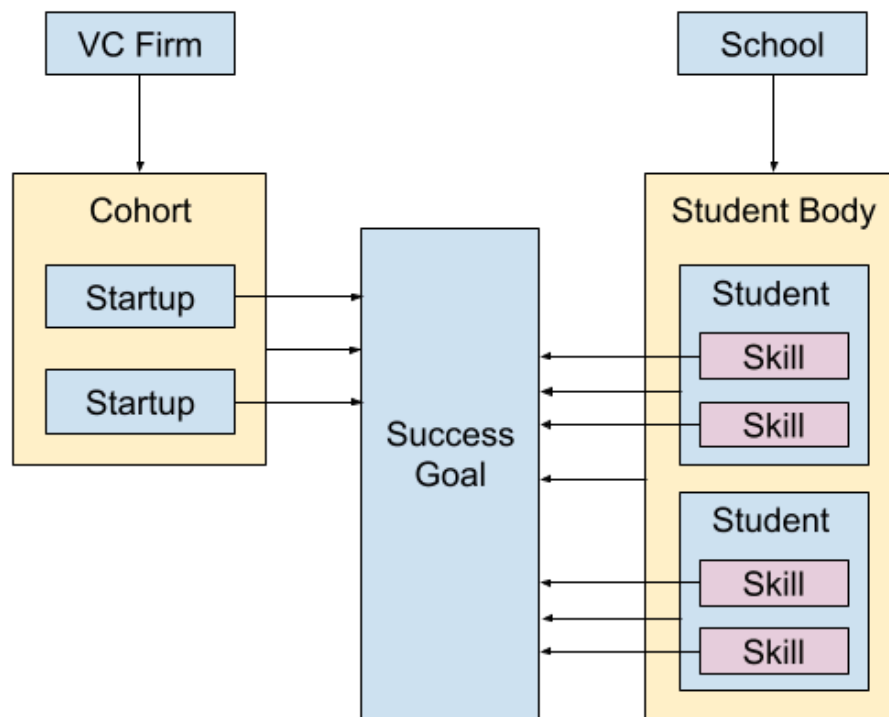 VC Firm
School
Cohort
Startup
Startup
Success
Goal
Student Body
Student
Skill
Skill
Student
Skill
Skill